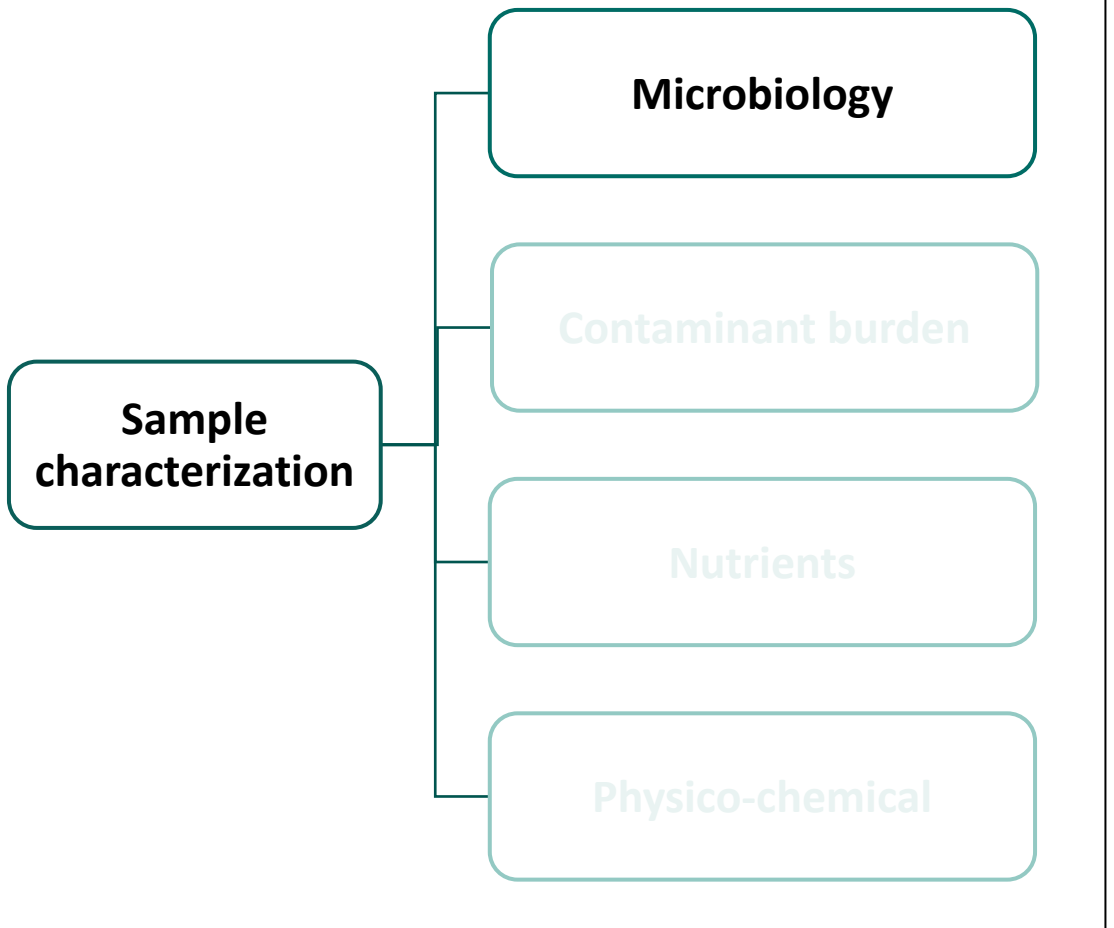 Microbiology
Contaminant burden
Sample
characterization
Nutrients
Physico-chemical